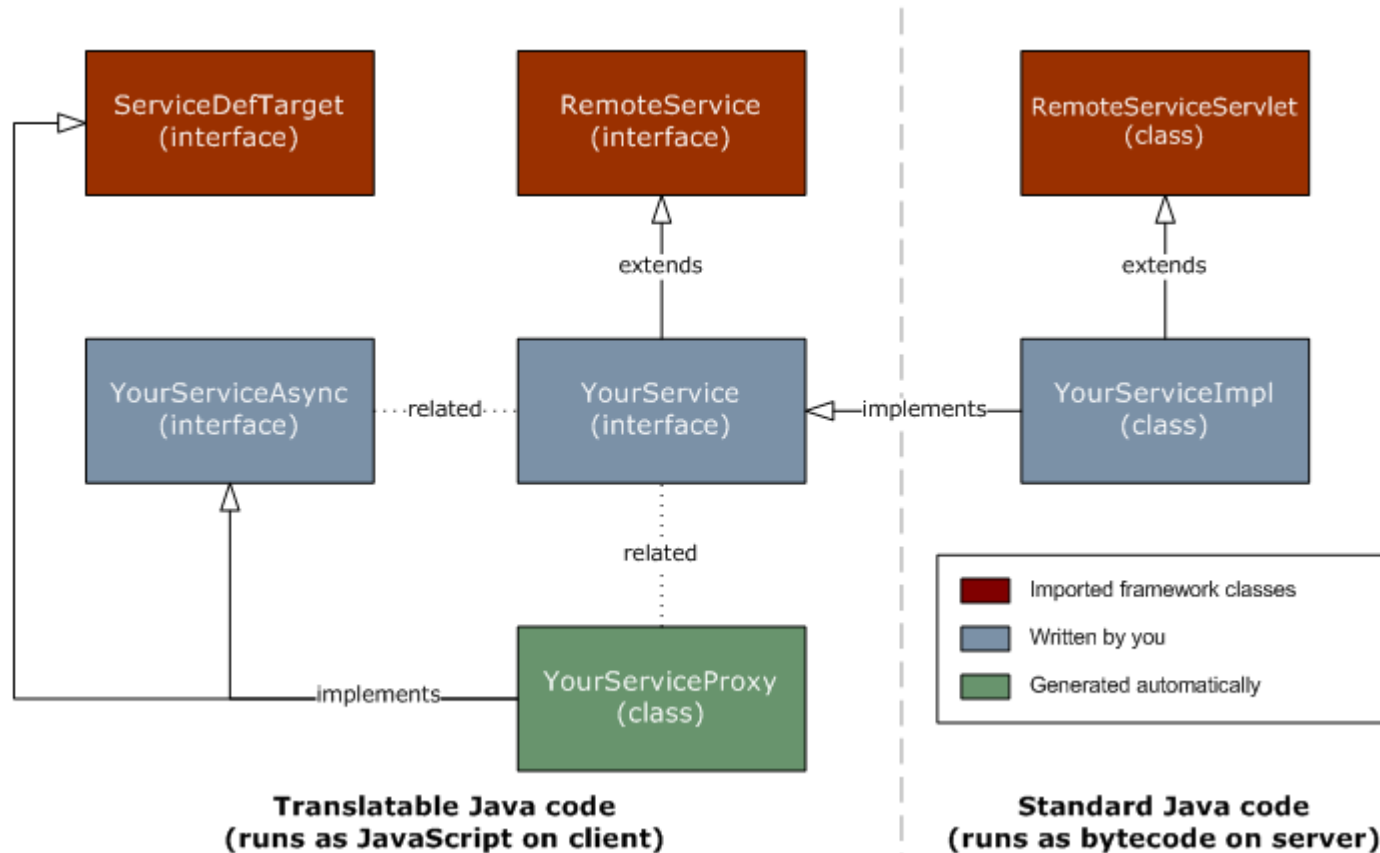 ServiceDefTarget
(interface)
RemoteService
(interface)
RemoteServiceServlet
(class)
extends
extends
YourServiceAsync
(interface)
related
YourService
(interface)
implements
YourServiceImpl
(class)
related
Imported framework classes
Written by you
Generated automatically
implements
YourServiceProxy
(class)
Translatable Java code
(runs as JavaScript on client)
Standard Java code
(runs as bytecode on server)